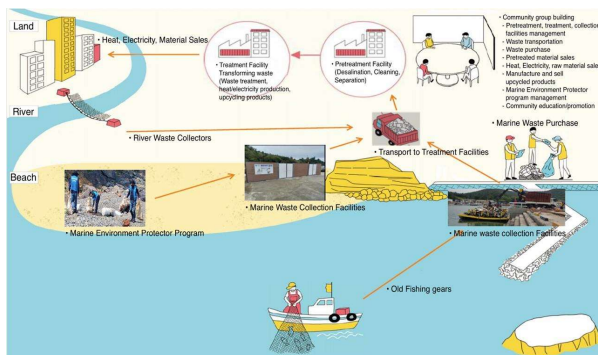 Land
• Heat, Electricity, Material Sales
• Treatment Facility
Transforming waste
(Waste treatment,
heat/electricity production,
upcycling products)
• Pretreatment Facility
(Desalination, Cleaning,
Separation)
• Community group building
- Pretreatment, treatment, collection
facilities management
- Waste transportation
- Waste purchase
- Pretreated material sales
- Heat, Electricity, raw material sales
- Manufacture and sell
upcycled products
- Marine Environment Protector
program management
- Community education/promotion
• Marine Waste Purchase
River
• River Waste Collectors
• Transport to Treatment Facilities
Beach
• Marine Waste Collection Facilities
• Marine Environment Protector Program
• Marine waste collection Facilities
• Old Fishing gears